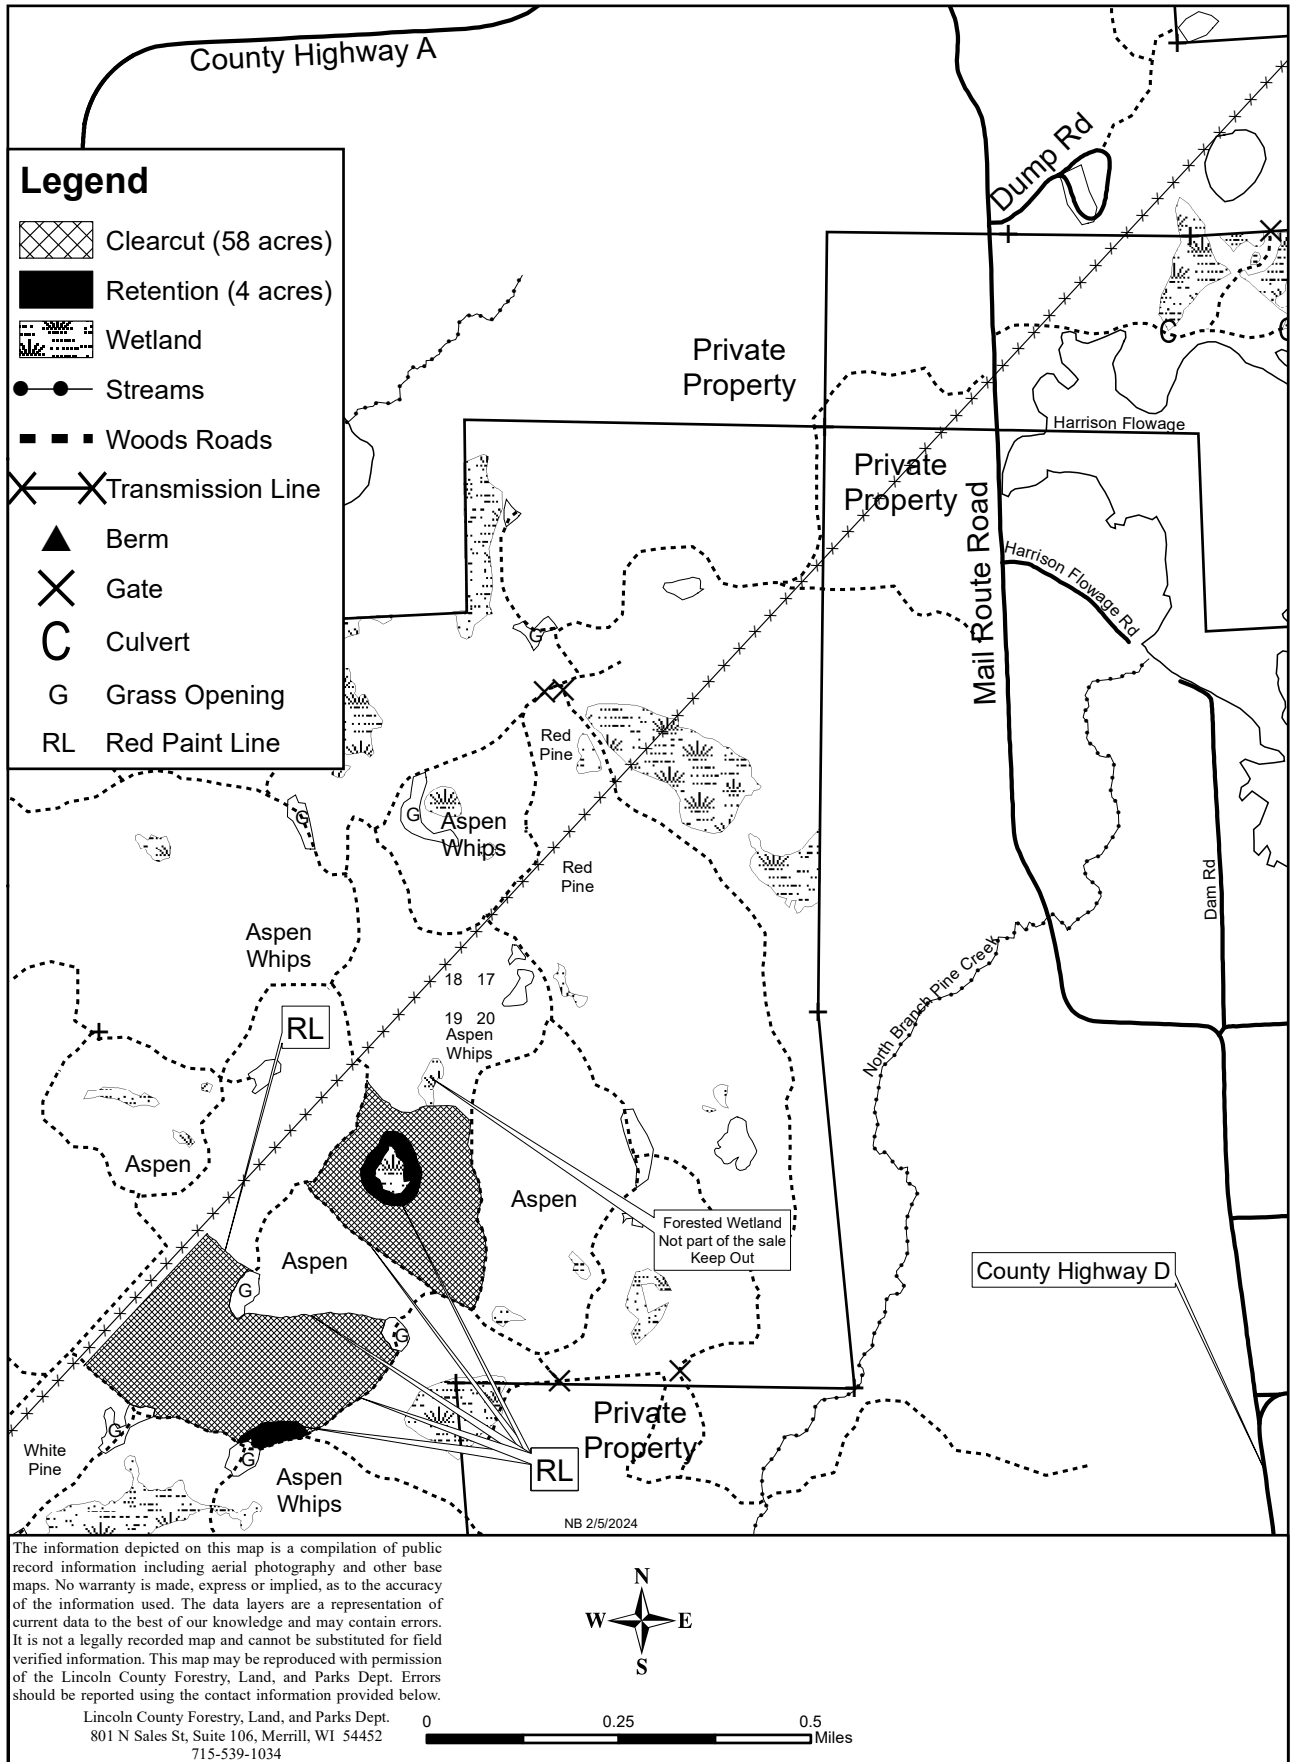 County Highway A
Dump Rd
Legend
Clearcut (58 acres)
Retention (4 acres)
Wetland
Streams
Woods Roads
Transmission Line
Berm
Gate
C
Culvert
G
Grass Opening
RL
Red Paint Line
Private
Property
C
C
Harrison Flowage
Private
Property
Mail Route Road
Harrison Flowage Rd
G
Red
Pine
G
G
Aspen
Whips
Red
Pine
Dam Rd
Aspen
Whips
North Branch Pine Creek
18 17
19 20
Aspen
Whips
RL
Aspen
Aspen
Forested Wetland
Not part of the sale
Keep Out
Aspen
County Highway D
G
G
Private
Property
G
White
Pine
G
RL
Aspen
Whips
NB 2/5/2024
The information depicted on this map is a compilation of public
record information including aerial photography and other base
maps. No warranty is made, express or implied, as to the accuracy
of the information used. The data layers are a representation of
current data to the best of our knowledge and may contain errors.
It is not a legally recorded map and cannot be substituted for field
verified information. This map may be reproduced with permission
of the Lincoln County Forestry, Land, and Parks Dept. Errors
should be reported using the contact information provided below.
Lincoln County Forestry, Land, and Parks Dept.
801 N Sales St, Suite 106, Merrill, WI 54452
715-539-1034
N
W E
S
0 0.25 0.5
Miles